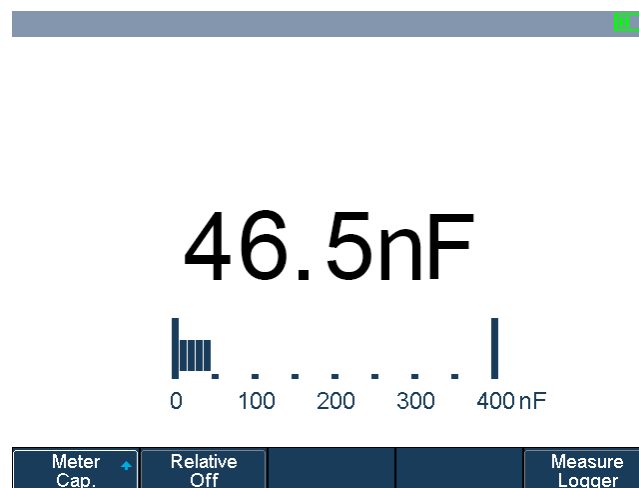 46.5nF
0 100 200 300 400 nF
Meter Relative Measure
Cap. Off Logger